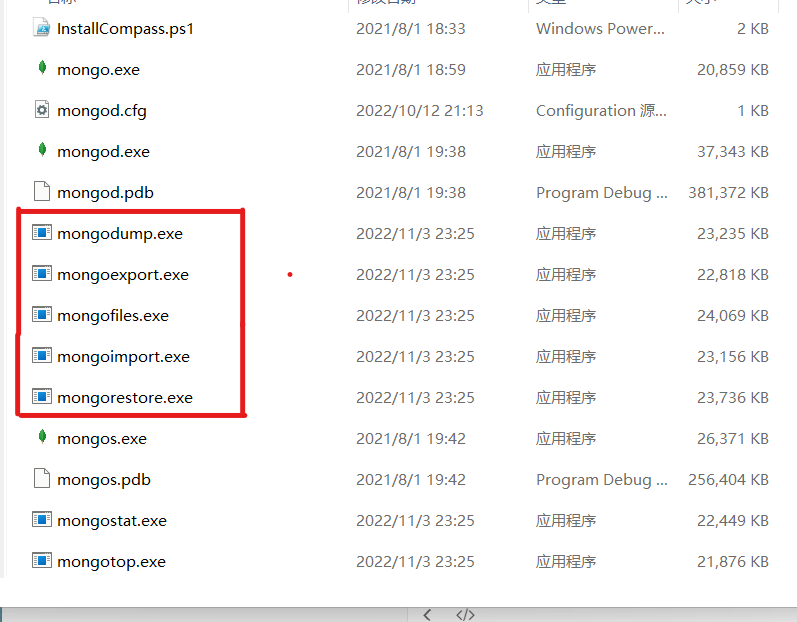 InstallCompass.ps1 2021/8/1 18:33 Windows Power... 2 KB
mongo.exe 2021/8/1 18:59 应用程序 20,859 KB
mongod.cfg 2022/10/12 21:13 Configuration 源... 1 KB
mongod.exe 2021/8/1 19:38 应用程序 37,343 KB
mongod.pdb 2021/8/1 19:38 Program Debug ... 381,372 KB
mongodump.exe 2022/11/3 23:25 应用程序 23,235 KB
mongoexport.exe 2022/11/3 23:25 应用程序 22,818 KB
mongofiles.exe 2022/11/3 23:25 应用程序 24,069 KB
mongoimport.exe 2022/11/3 23:25 应用程序 23,156 KB
mongorestore.exe 2022/11/3 23:25 应用程序 23,736 KB
mongos.exe 2021/8/1 19:42 应用程序 26,371 KB
mongos.pdb 2021/8/1 19:42 Program Debug ... 256,404 KB
mongostat.exe 2022/11/3 23:25 应用程序 22,449 KB
mongotop.exe 2022/11/3 23:25 应用程序 21,876 KB